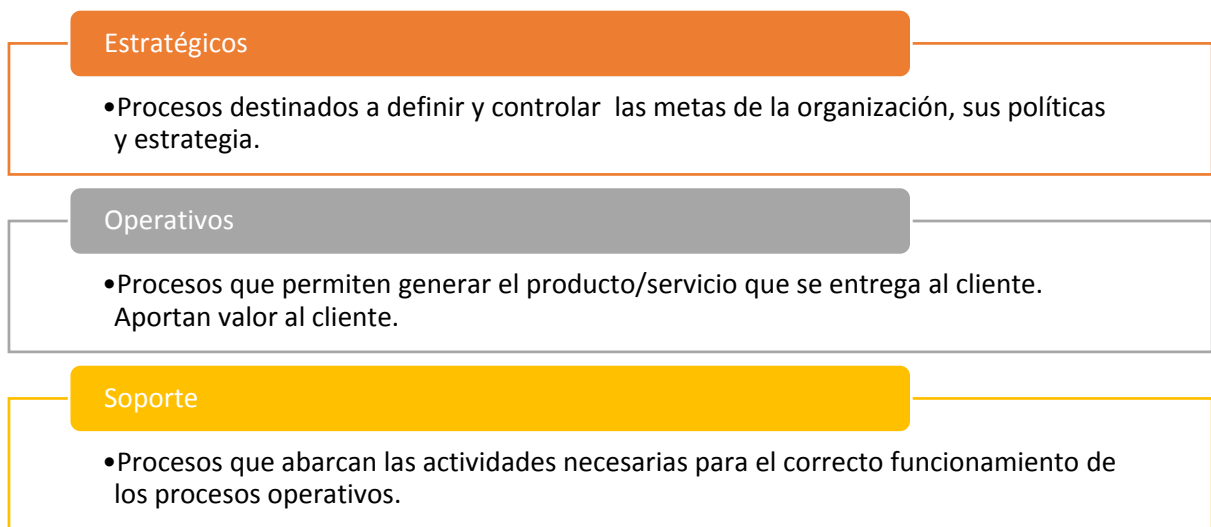 Estratégicos
•Procesos destinados a definir y controlar  las metas de la organización, sus políticas
y estrategia.
Operativos
•Procesos que permiten generar el producto/servicio que se entrega al cliente.
Aportan valor al cliente.
Soporte
•Procesos que abarcan las actividades necesarias para el correcto funcionamiento de
los procesos operativos.